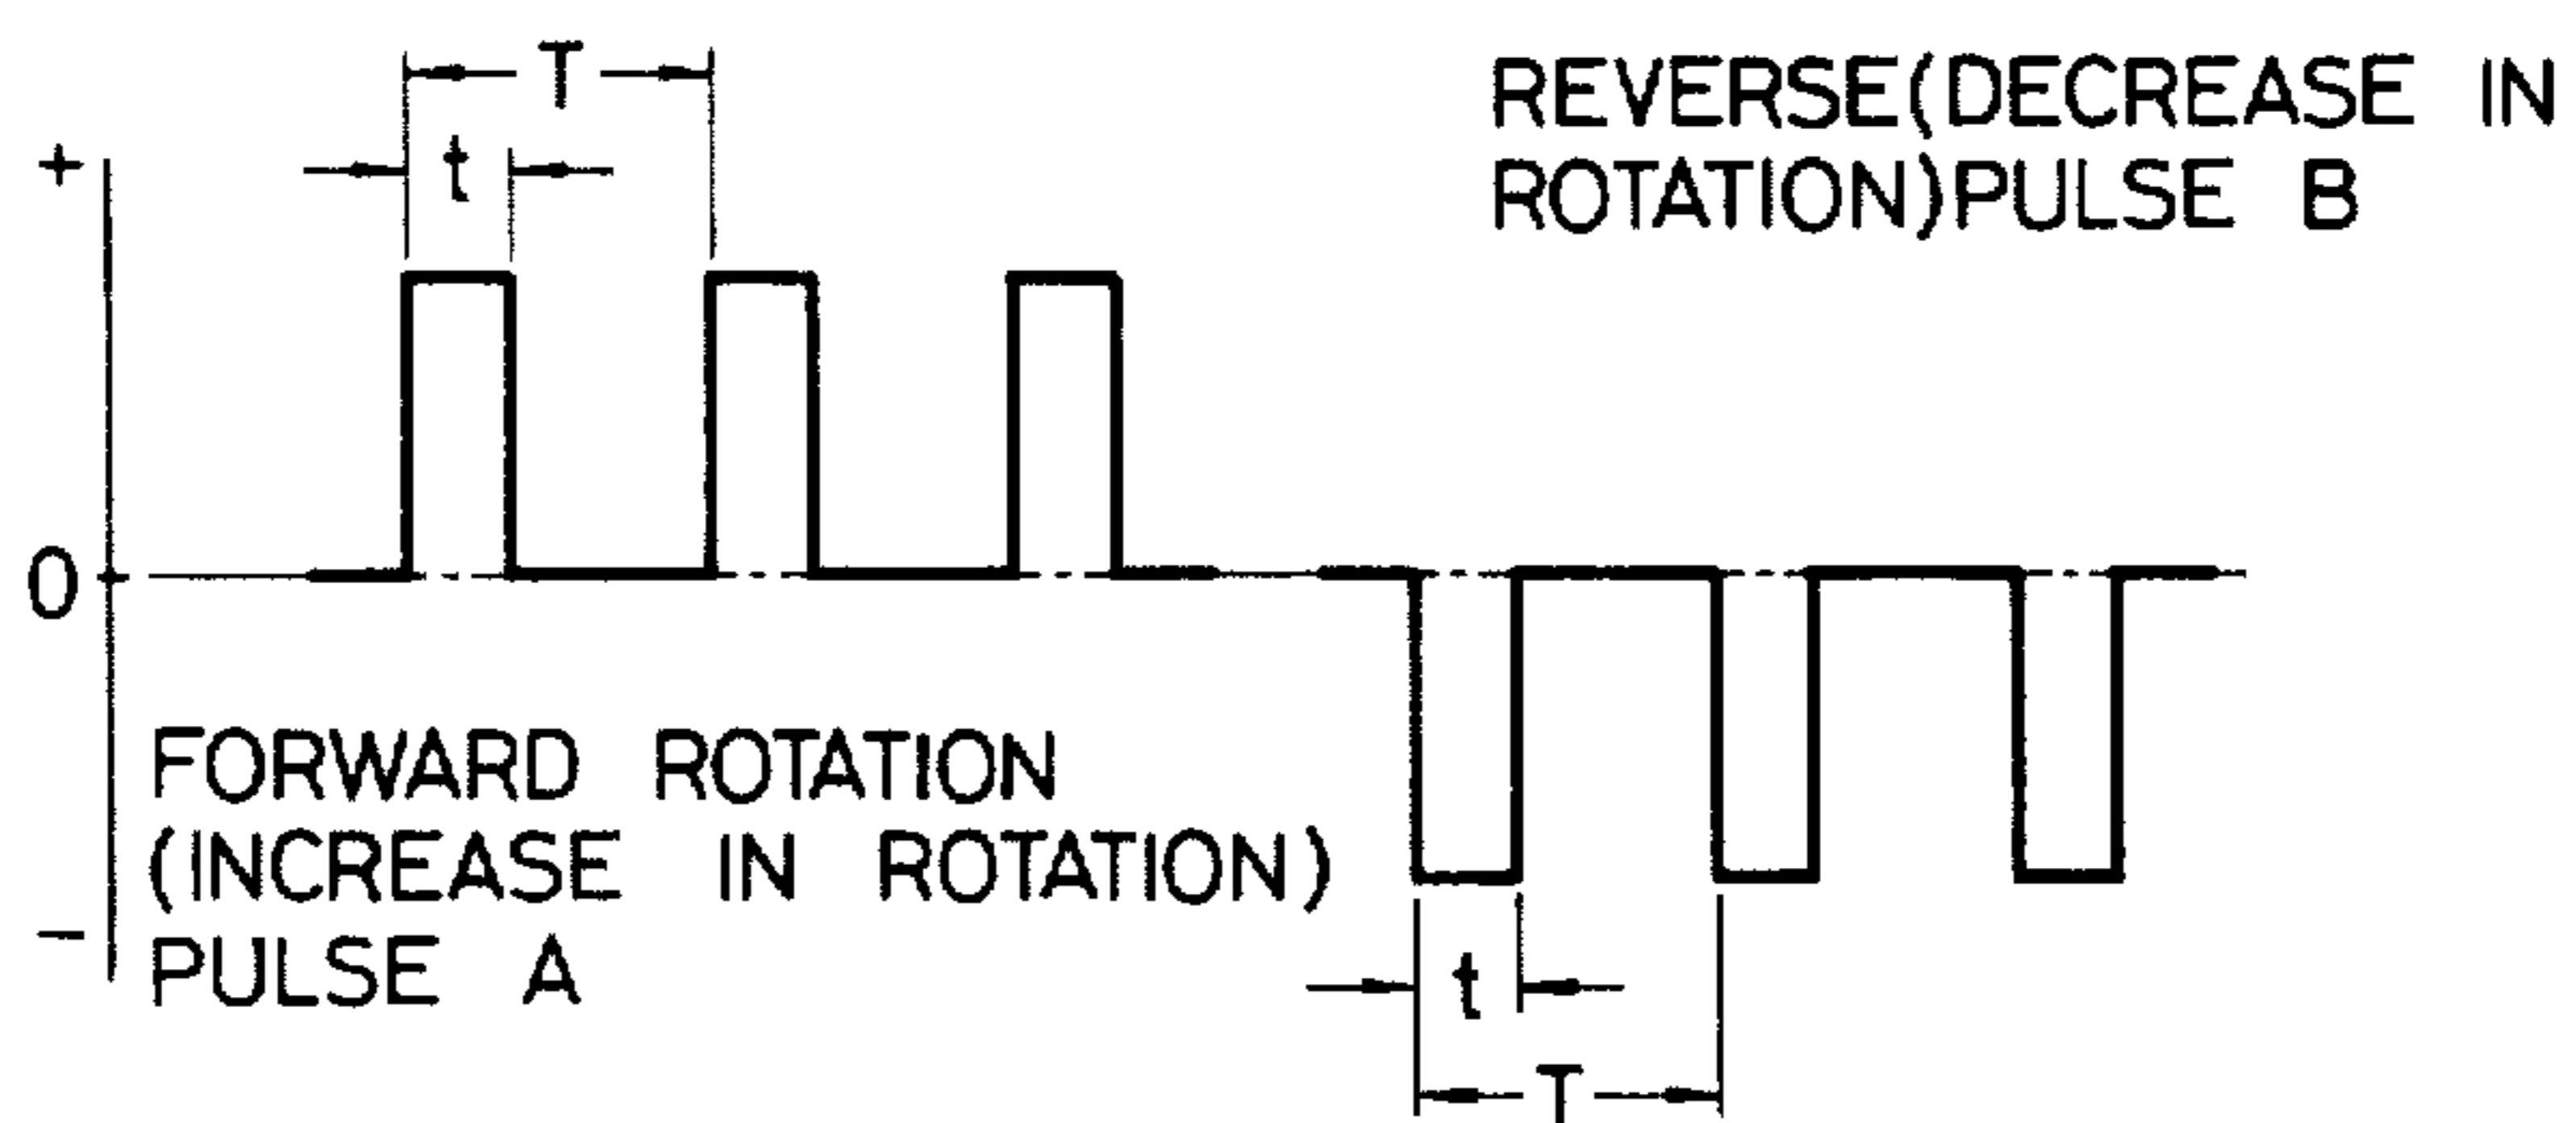 T
t
REVERSE(DECREASE IN
ROTATION)PULSE B
+
0
FORWARD ROTATION
(INCREASE IN ROTATION)
PULSE A
−
t
T